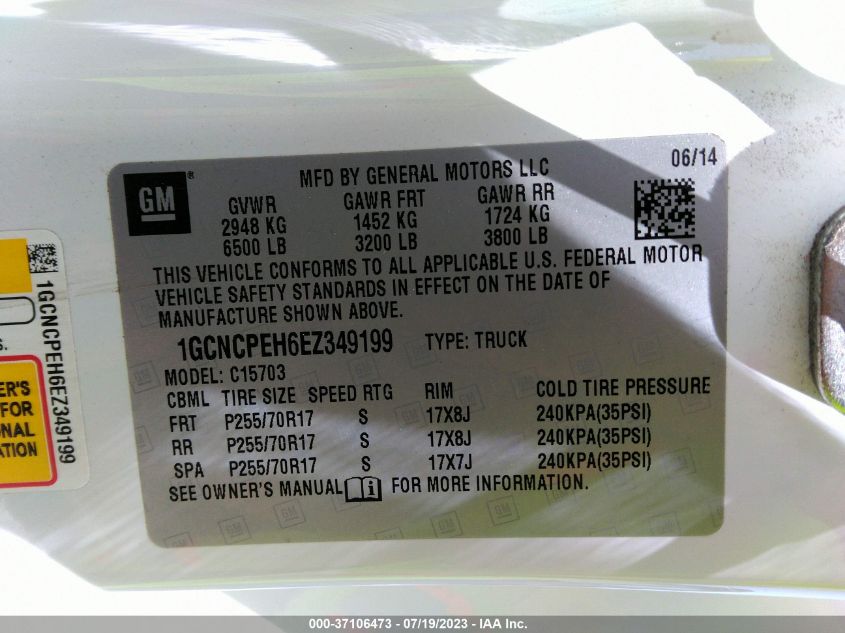 GM ®
MFD BY GENERAL MOTORS LLC
06/14
GVWR GAWR FRT GAWR RR
2948 KG 1452 KG 1724 KG
6500 LB 3200 LB 3800 LB
THIS VEHICLE CONFORMS TO ALL APPLICABLE U.S. FEDERAL MOTOR
VEHICLE SAFETY STANDARDS IN EFFECT ON THE DATE OF
MANUFACTURE SHOWN ABOVE.
1GCNCPEH6EZ349199 TYPE: TRUCK
MODEL: C15703
CBML TIRE SIZE SPEED RTG RIM COLD TIRE PRESSURE
FRT P255/70R17 S 17X8J 240KPA(35PSI)
RR P255/70R17 S 17X8J 240KPA(35PSI)
SPA P255/70R17 S 17X7J 240KPA(35PSI)
SEE OWNER'S MANUAL FOR MORE INFORMATION.
1GCNCPEH6EZ349199
S.
ER'S
FOR
ONAL
ATION
000-37106473 - 07/19/2023 - IAA Inc.